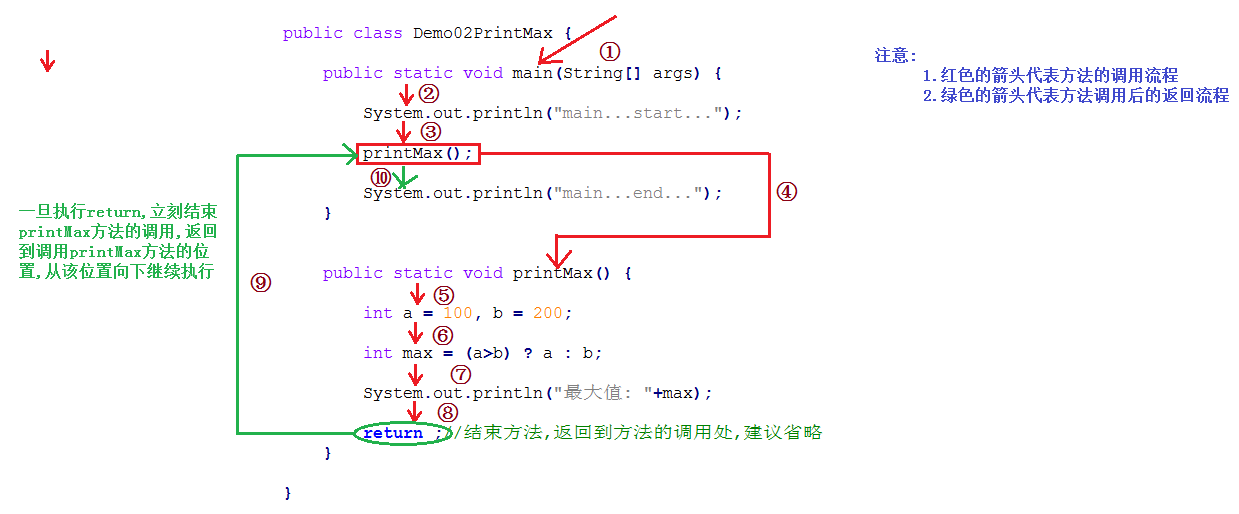 public class Demo02PrintMax {
①
public static void main(String[] args) {
②
System.out.println("main...start...");
③
printMax();
⑩
System.out.println("main...end...");
}
④
public static void printMax() {
⑤
int a = 100, b = 200;
⑥
int max = (a>b) ? a : b;
⑦
System.out.println("最大值: "+max);
⑧
return ;//结束方法,返回到方法的调用处,建议省略
}
}
⑨
一旦执行return,立刻结束
printMax方法的调用,返回
到调用printMax方法的位
置,从该位置向下继续执行
注意:
1.红色的箭头代表方法的调用流程
2.绿色的箭头代表方法调用后的返回流程